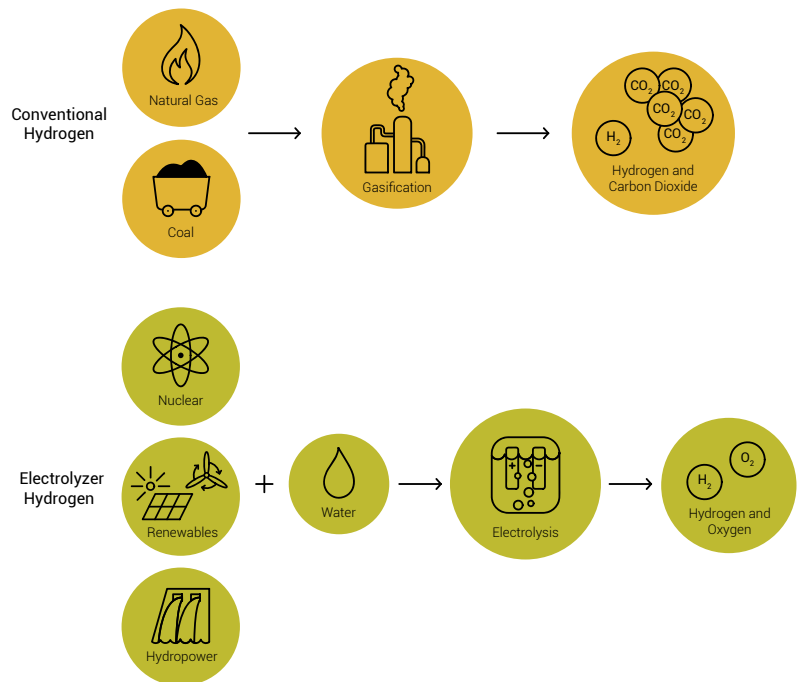 Conventional
Hydrogen
Natural Gas
Coal
Gasification
CO₂
CO₂
CO₂
CO₂
CO₂
H₂
Hydrogen and
Carbon Dioxide
Electrolyzer
Hydrogen
Nuclear
Renewables
Hydropower
+
Water
+
−
Electrolysis
H₂
O₂
Hydrogen and
Oxygen